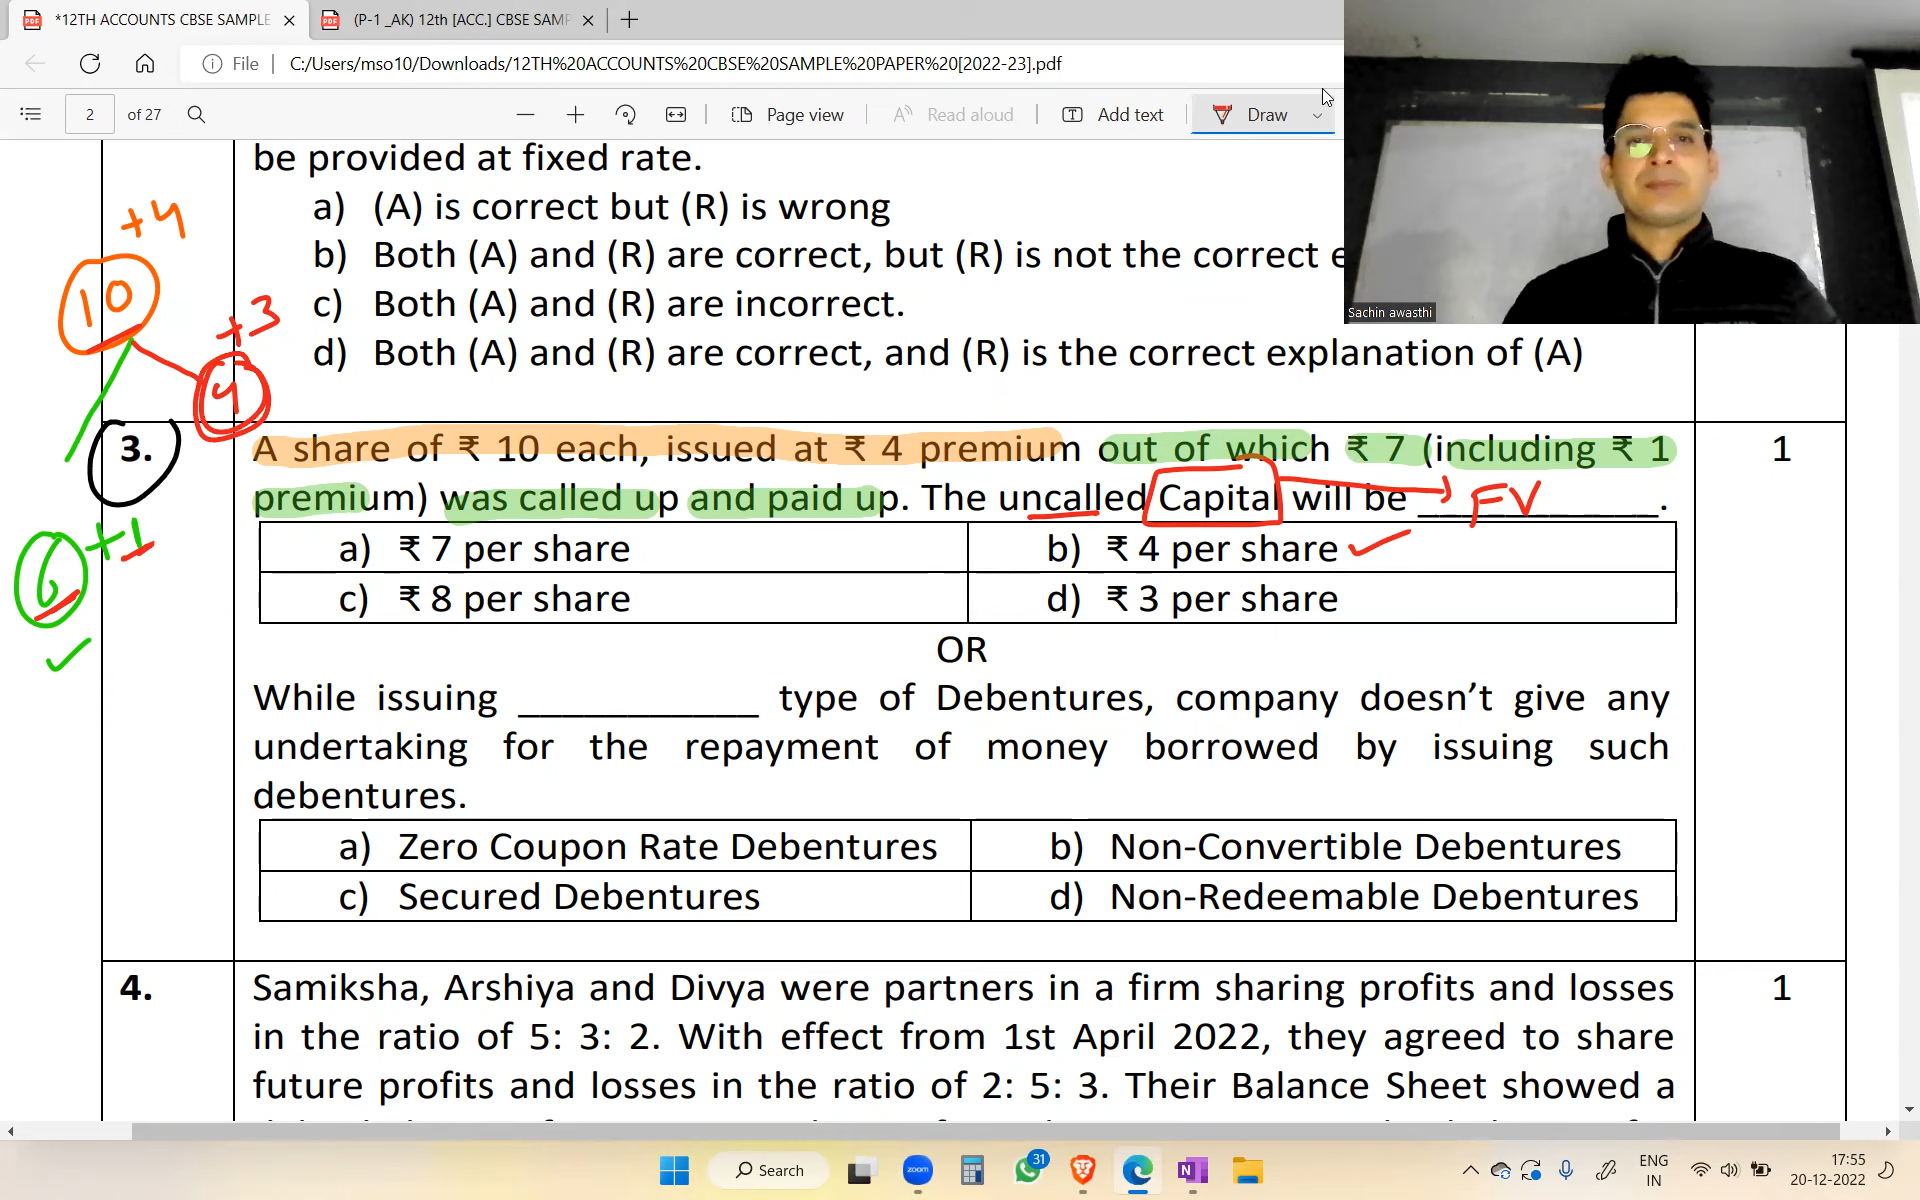 *12TH ACCOUNTS CBSE SAMPLE
(P-1 _AK) 12th [ACC.] CBSE SAMP
File
C:/Users/mso10/Downloads/12TH%20ACCOUNTS%20CBSE%20SAMPLE%20PAPER%20[2022-23].pdf
2 of 27
Page view
Read aloud
Add text
Draw
Sachin awasthi
be provided at fixed rate.
a) (A) is correct but (R) is wrong
b) Both (A) and (R) are correct, but (R) is not the correct e
c) Both (A) and (R) are incorrect.
d) Both (A) and (R) are correct, and (R) is the correct explanation of (A)
+4
10
+3
4
6 +1
3. A share of ₹ 10 each, issued at ₹ 4 premium out of which ₹ 7 (including ₹ 1 1
premium) was called up and paid up. The uncalled Capital will be ___________.
FV
a) ₹ 7 per share b) ₹ 4 per share
c) ₹ 8 per share d) ₹ 3 per share
OR
While issuing ___________ type of Debentures, company doesn’t give any
undertaking for the repayment of money borrowed by issuing such
debentures.
a) Zero Coupon Rate Debentures b) Non-Convertible Debentures
c) Secured Debentures d) Non-Redeemable Debentures
4. Samiksha, Arshiya and Divya were partners in a firm sharing profits and losses 1
in the ratio of 5: 3: 2. With effect from 1st April 2022, they agreed to share
future profits and losses in the ratio of 2: 5: 3. Their Balance Sheet showed a
Search
zoom
31
ENG
IN
17:55
20-12-2022